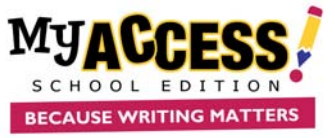 MYACCESS!
SCHOOL EDITION
BECAUSE WRITING MATTERS